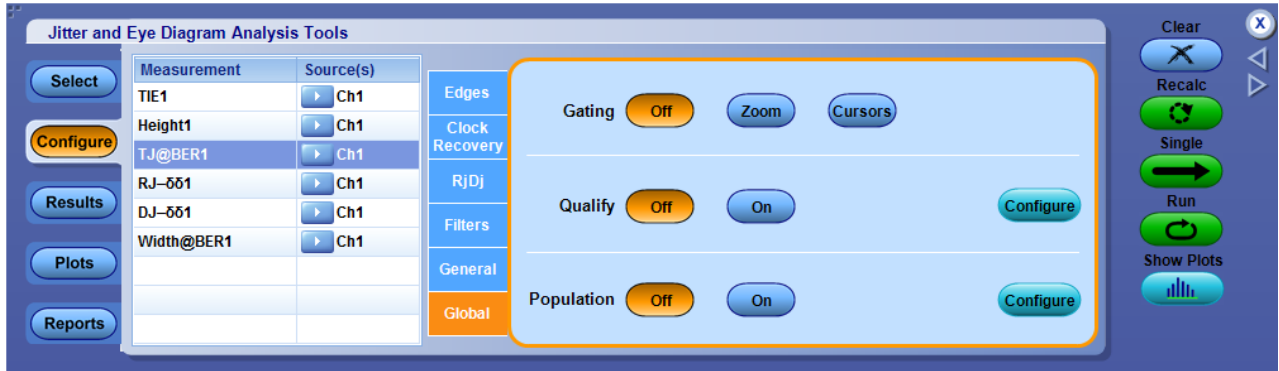 Jitter and Eye Diagram Analysis Tools
Select
Configure
Results
Plots
Reports
Measurement Source(s)
TIE1 Ch1
Height1 Ch1
TJ@BER1 Ch1
RJ–δδ1 Ch1
DJ–δδ1 Ch1
Width@BER1 Ch1
Edges
Clock
Recovery
RjDj
Filters
General
Global
Gating Off Zoom Cursors
Qualify Off On Configure
Population Off On Configure
Clear
X
Recalc
Single
Run
Show Plots